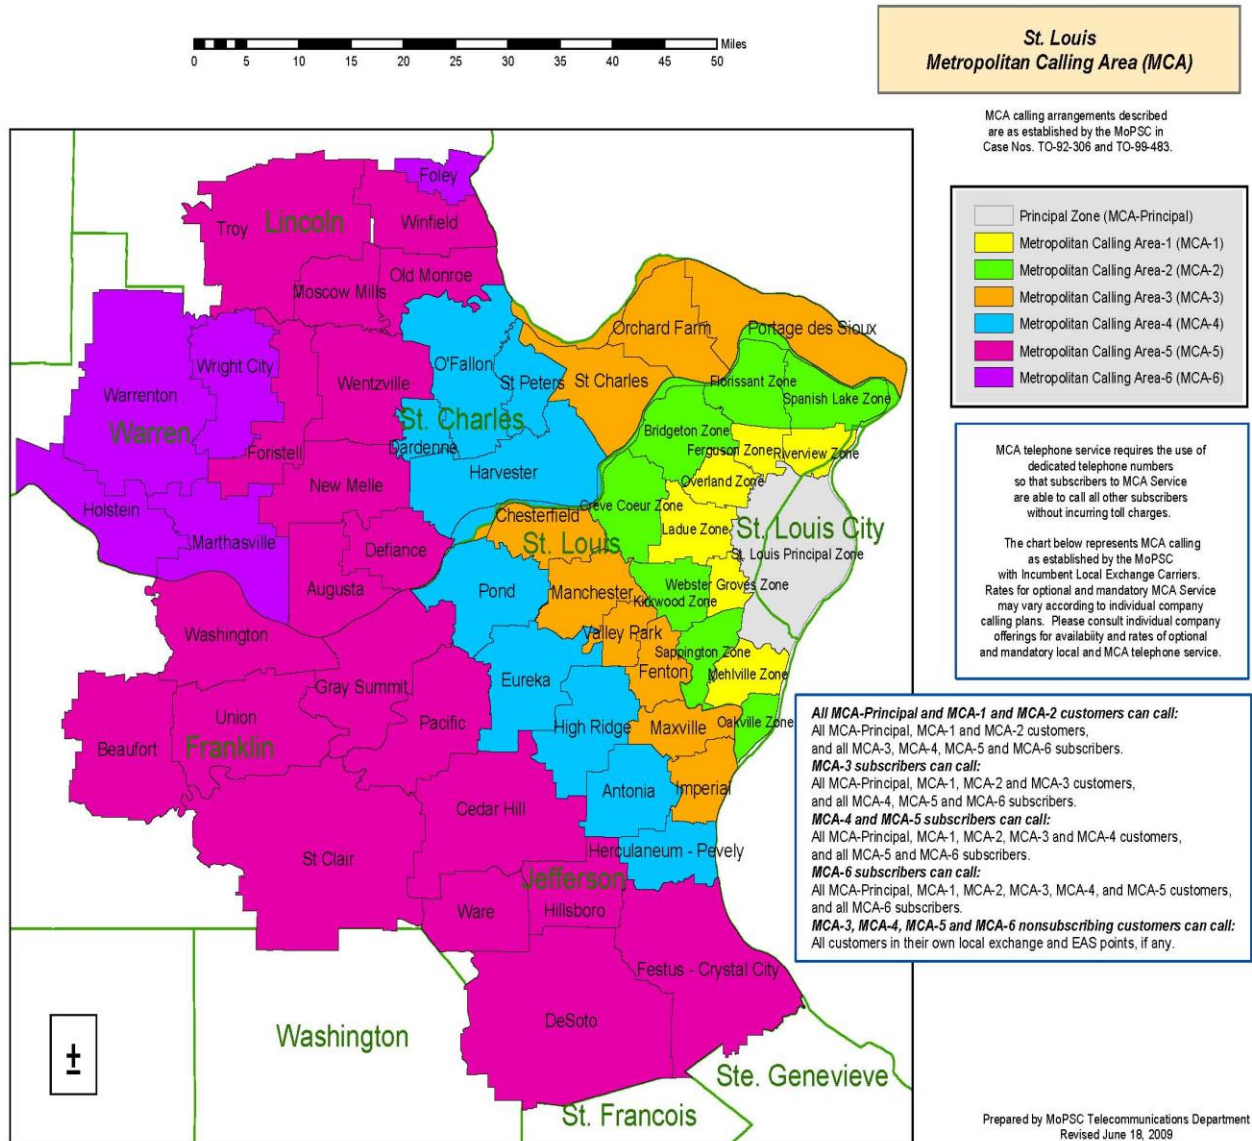 St. Louis
Metropolitan Calling Area (MCA)
Miles
0 5 10 15 20 25 30 35 40 45 50
MCA calling arrangements described
are as established by the MoPSC in
Case Nos. TO-92-306 and TO-99-483.
Principal Zone (MCA-Principal)
Metropolitan Calling Area-1 (MCA-1)
Metropolitan Calling Area-2 (MCA-2)
Metropolitan Calling Area-3 (MCA-3)
Metropolitan Calling Area-4 (MCA-4)
Metropolitan Calling Area-5 (MCA-5)
Metropolitan Calling Area-6 (MCA-6)
Foley
Troy
Lincoln
Winfield
Old Monroe
Moscow Mills
Orchard Farm
Portage des Sioux
Wright City
O'Fallon
St Peters
St Charles
Wentzville
Florissant Zone
Spanish Lake Zone
Warrenton
Warren
St. Charles
Bridgeton Zone
Dardenne
Foristell
Ferguson Zone
Riverview Zone
Harvester
New Melle
Overland Zone
Holstein
Creve Coeur Zone
Chesterfield
Ladue Zone
St. Louis City
Marthasville
Defiance
St. Louis
St. Louis Principal Zone
Augusta
Pond
Manchester
Webster Groves Zone
Kirkwood Zone
Washington
Valley Park
Sappington Zone
Eureka
Fenton
Mehlville Zone
Gray Summit
Union
Pacific
High Ridge
Maxville
Oakville Zone
Beaufort
Franklin
Antonia
Imperial
Cedar Hill
St Clair
Herculaneum - Pevely
Jefferson
Ware
Hillsboro
Festus - Crystal City
DeSoto
Washington
Ste. Genevieve
St. Francois
±
MCA telephone service requires the use of
dedicated telephone numbers
so that subscribers to MCA Service
are able to call all other subscribers
without incurring toll charges.
The chart below represents MCA calling
as established by the MoPSC
with Incumbent Local Exchange Carriers.
Rates for optional and mandatory MCA Service
may vary according to individual company
calling plans. Please consult individual company
offerings for availabiity and rates of optional
and mandatory local and MCA telephone service.
All MCA-Principal and MCA-1 and MCA-2 customers can call:
All MCA-Principal, MCA-1 and MCA-2 customers,
and all MCA-3, MCA-4, MCA-5 and MCA-6 subscribers.
MCA-3 subscribers can call:
All MCA-Principal, MCA-1, MCA-2 and MCA-3 customers,
and all MCA-4, MCA-5 and MCA-6 subscribers.
MCA-4 and MCA-5 subscribers can call:
All MCA-Principal, MCA-1, MCA-2, MCA-3 and MCA-4 customers,
and all MCA-5 and MCA-6 subscribers.
MCA-6 subscribers can call:
All MCA-Principal, MCA-1, MCA-2, MCA-3, MCA-4, and MCA-5 customers,
and all MCA-6 subscribers.
MCA-3, MCA-4, MCA-5 and MCA-6 nonsubscribing customers can call:
All customers in their own local exchange and EAS points, if any.
Prepared by MoPSC Telecommunications Department
Revised June 18, 2009